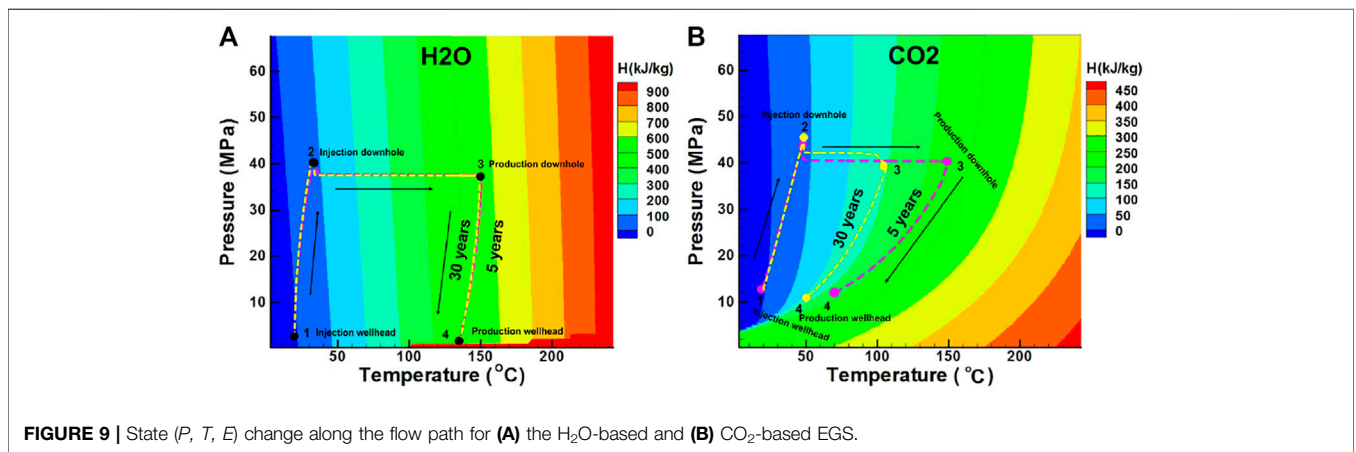 A
H2O
Pressure (MPa)
60
50
40
30
20
10
2 Injection downhole
3 Production downhole
30 years
5 years
1 Injection wellhead
4 Production wellhead
50
100
150
200
Temperature (°C)
H(kJ/kg)
900
800
700
600
500
400
300
200
100
0
B
CO2
Pressure (MPa)
60
50
40
30
20
10
Injection downhole
2
Production downhole
3
3
30 years
5 years
1
Injection wellhead
4
4
Production wellhead
50
100
150
200
Temperature (°C)
H(kJ/kg)
450
400
350
300
250
200
150
100
50
0
FIGURE 9 | State (P, T, E) change along the flow path for (A) the H₂O-based and (B) CO₂-based EGS.